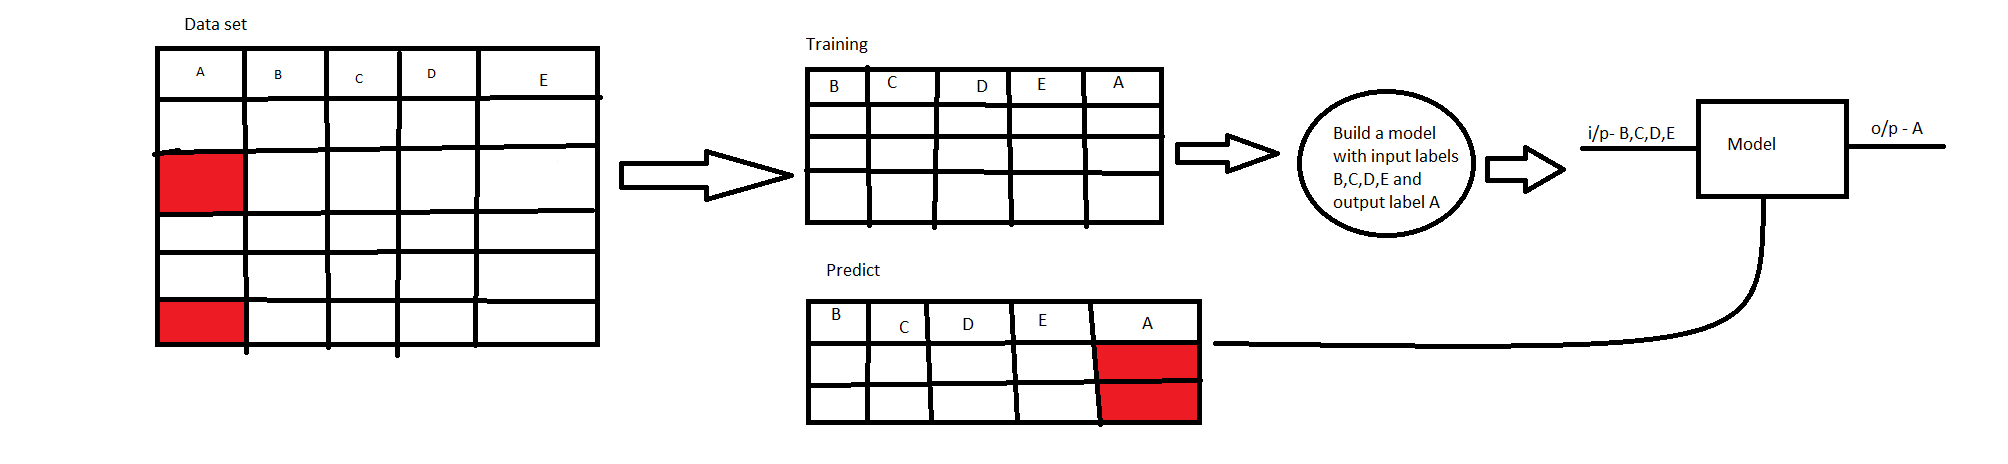 Data set
A B C D E
Training
B C D E A
Build a model
with input labels
B,C,D,E and
output label A
i/p- B,C,D,E
Model
o/p - A
Predict
B C D E A